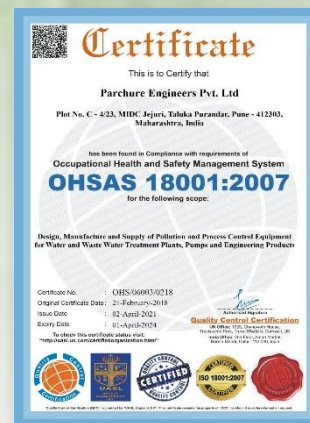 Certificate
This is to Certify that
Parchure Engineers Pvt. Ltd
Plot No. C - 4/23, MIDC Jejuri, Taluka Purandar, Pune - 412303,
Maharashtra, India
has been found in Compliance with requirements of
Occupational Health and Safety Management System
OHSAS 18001:2007
for the following scope:
Design, Manufacture and Supply of Pollution and Process Control Equipment
for Water and Waste Water Treatment Plants, Pumps and Engineering Products
Certificate No. : OHS/06003/0218
Original Certificate Date : 21-February-2018
Issue Date : 02-April-2021
Expiry Date : 01-April-2024
To check this certificate status visit:
Authorised Signature
Quality Control Certification
UASL
CERTIFIED
ISO 18001:2007